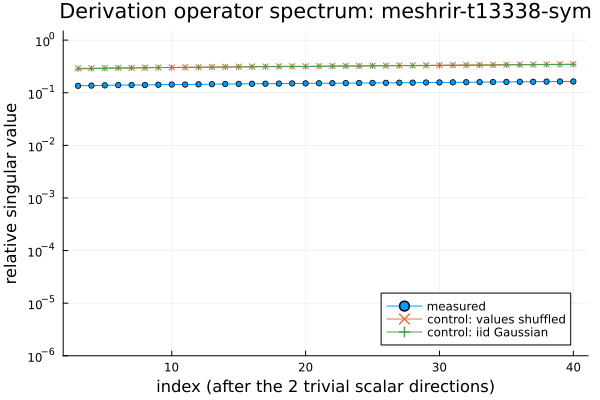 Derivation operator spectrum: meshrir-t13338-sym
relative singular value
10⁰
10⁻¹
10⁻²
10⁻³
10⁻⁴
10⁻⁵
10⁻⁶
measured
control: values shuffled
control: iid Gaussian
10 20 30 40
index (after the 2 trivial scalar directions)